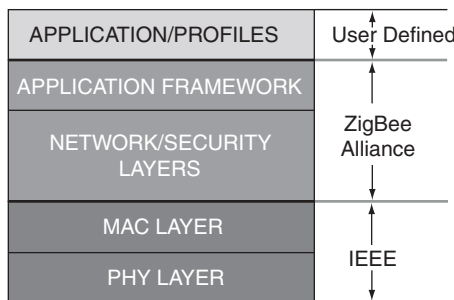 APPLICATION/PROFILES
User Defined
APPLICATION FRAMEWORK
NETWORK/SECURITY
LAYERS
ZigBee
Alliance
MAC LAYER
PHY LAYER
IEEE